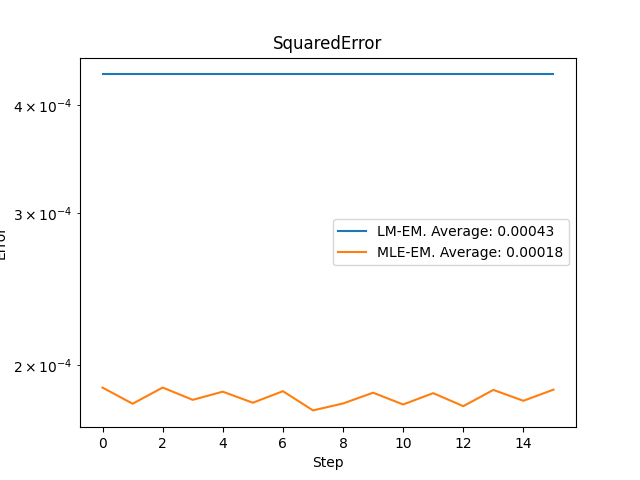 SquaredError
4 × 10⁻⁴
3 × 10⁻⁴
2 × 10⁻⁴
Error
LM-EM. Average: 0.00043
MLE-EM. Average: 0.00018
0 2 4 6 8 10 12 14
Step